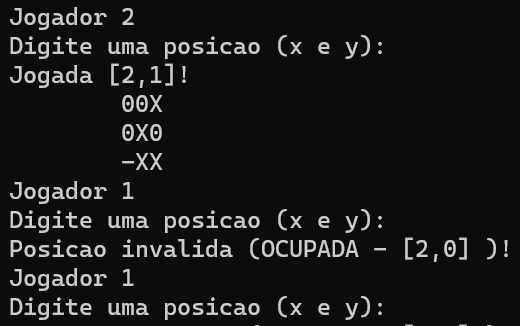 Jogador 2
Digite uma posicao (x e y):
Jogada [2,1]!
00X
0X0
-XX
Jogador 1
Digite uma posicao (x e y):
Posicao invalida (OCUPADA - [2,0] )!
Jogador 1
Digite uma posicao (x e y):